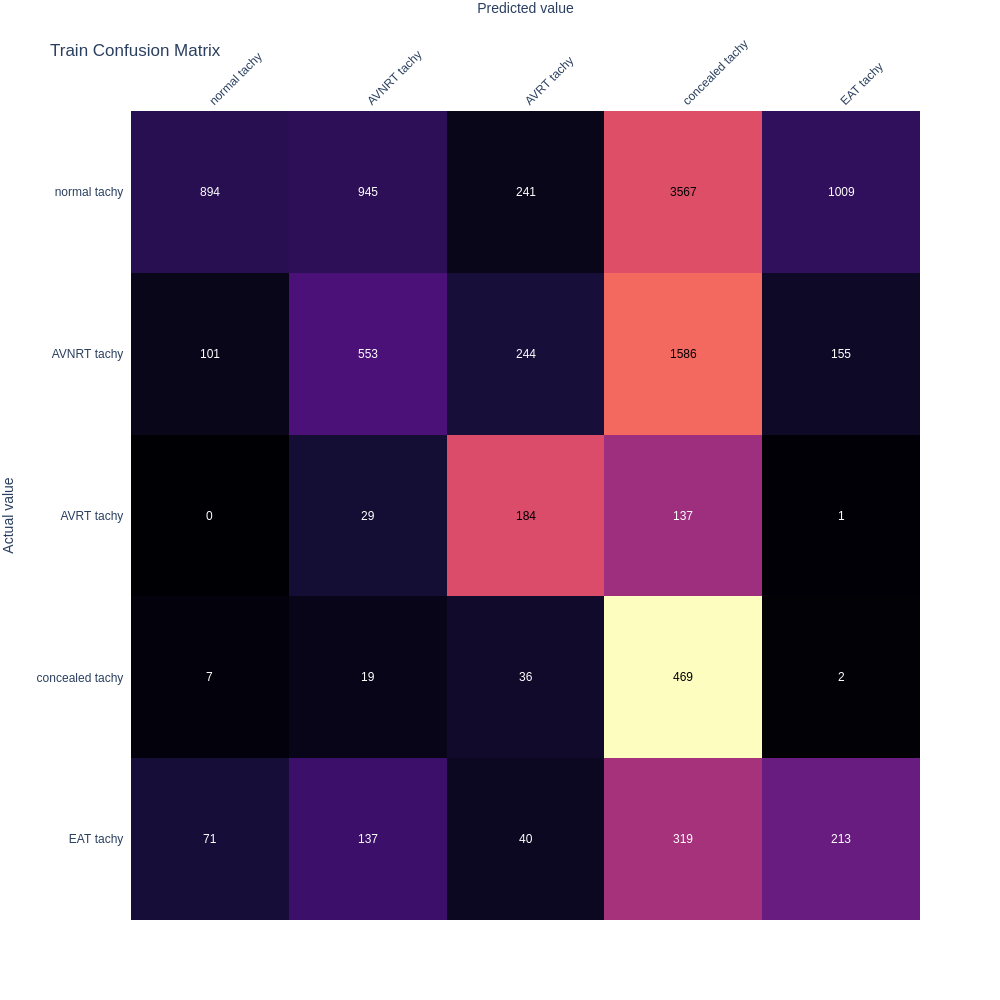 Predicted value
Train Confusion Matrix
normal tachy AVNRT tachy AVRT tachy concealed tachy EAT tachy
normal tachy 894 945 241 3567 1009
AVNRT tachy 101 553 244 1586 155
Actual value
AVRT tachy 0 29 184 137 1
concealed tachy 7 19 36 469 2
EAT tachy 71 137 40 319 213